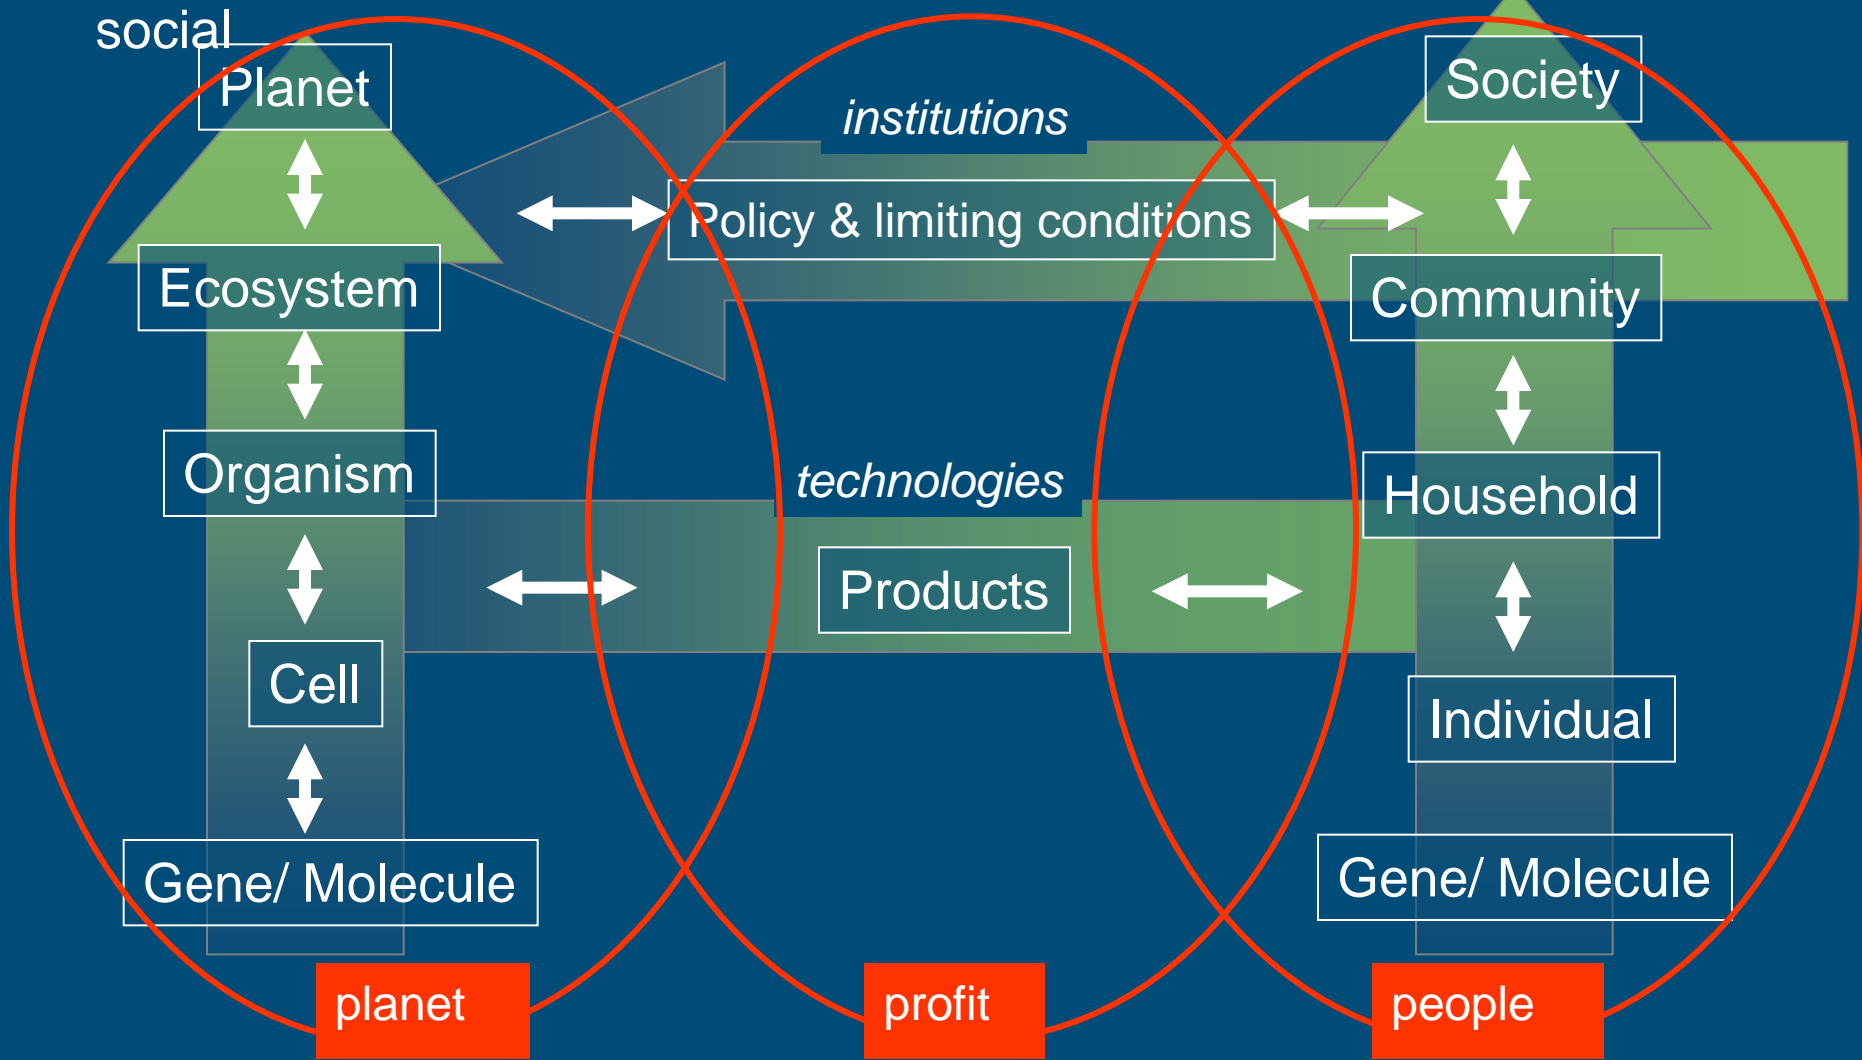 social
Planet
Ecosystem
Organism
Cell
Gene/ Molecule
institutions
Policy & limiting conditions
technologies
Products
Society
Community
Household
Individual
Gene/ Molecule
planet
profit
people